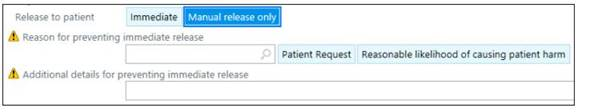 Release to patient Immediate Manual release only
Reason for preventing immediate release
Patient Request Reasonable likelihood of causing patient harm
Additional details for preventing immediate release